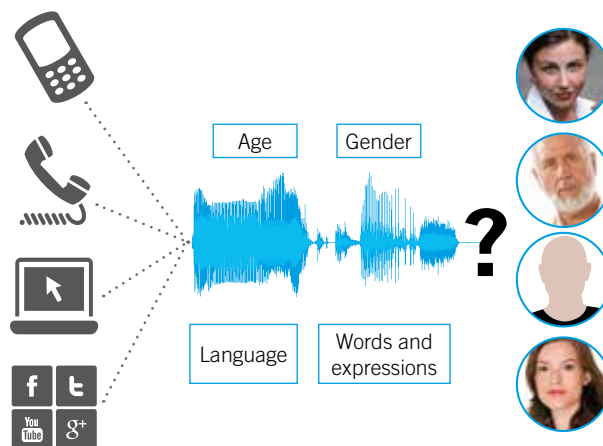 Age
Gender
?
Language
Words and
expressions
f
t
You
Tube
g+